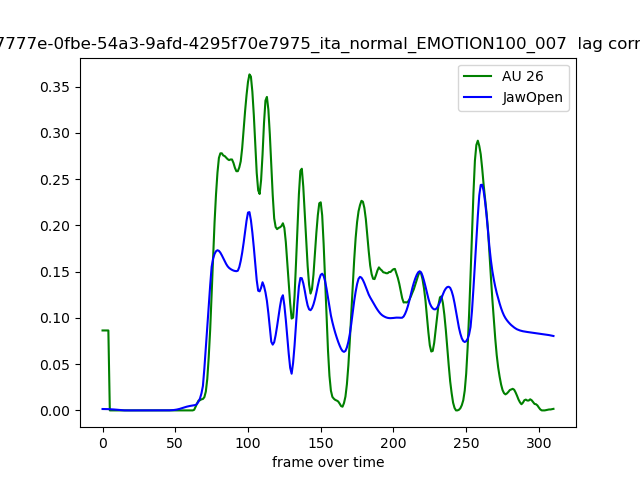 7777e-0fbe-54a3-9afd-4295f70e7975_ita_normal_EMOTION100_007 lag corr
AU 26
JawOpen
0.35
0.30
0.25
0.20
0.15
0.10
0.05
0.00
0 50 100 150 200 250 300
frame over time